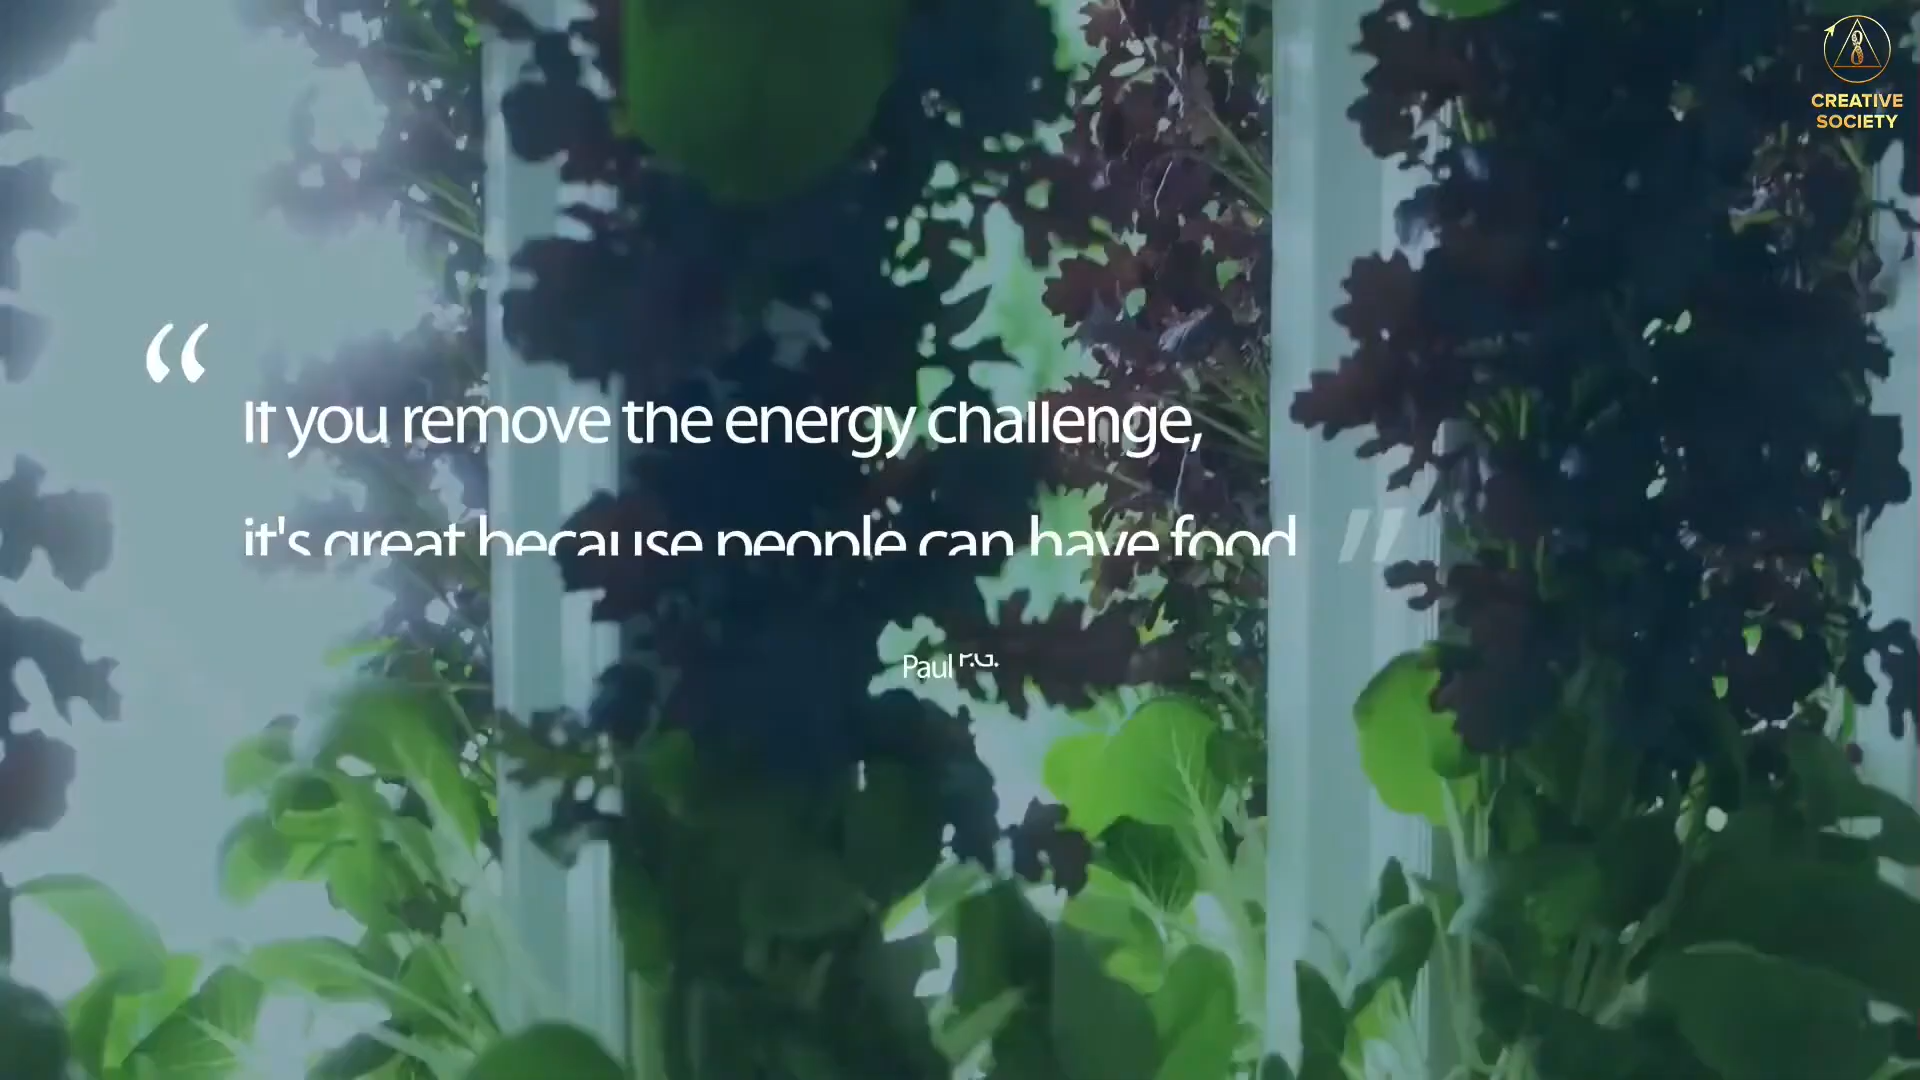 CREATIVE
SOCIETY
“ If you remove the energy challenge,
it's great because people can have food ”
Paul P.G.